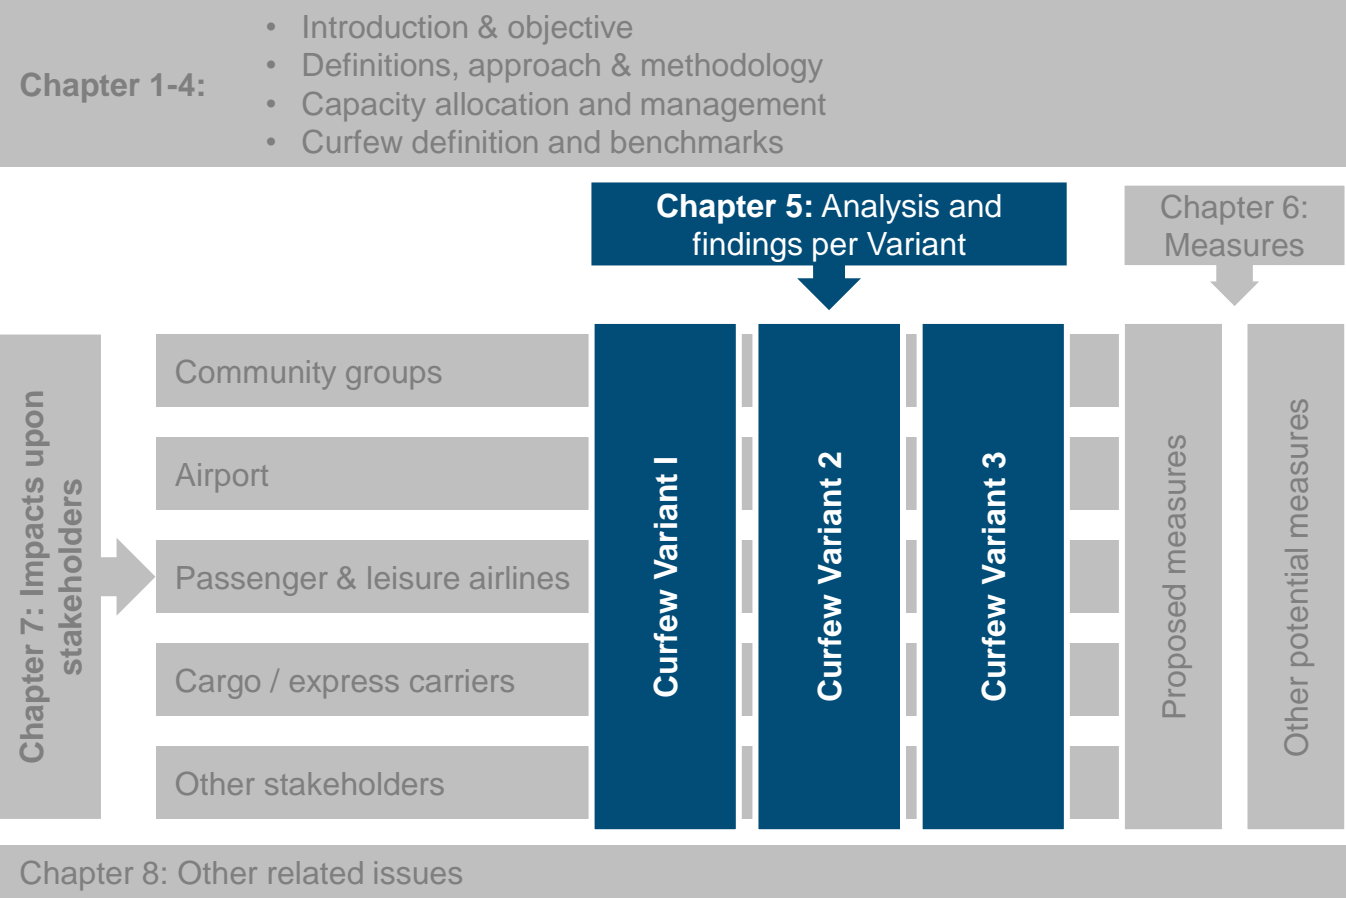 Chapter 1-4:
• Introduction & objective
• Definitions, approach & methodology
• Capacity allocation and management
• Curfew definition and benchmarks
Chapter 5: Analysis and
findings per Variant
Chapter 6:
Measures
Chapter 7: Impacts upon
stakeholders
Community groups
Airport
Passenger & leisure airlines
Cargo / express carriers
Other stakeholders
Curfew Variant I
Curfew Variant 2
Curfew Variant 3
Proposed measures
Other potential measures
Chapter 8: Other related issues